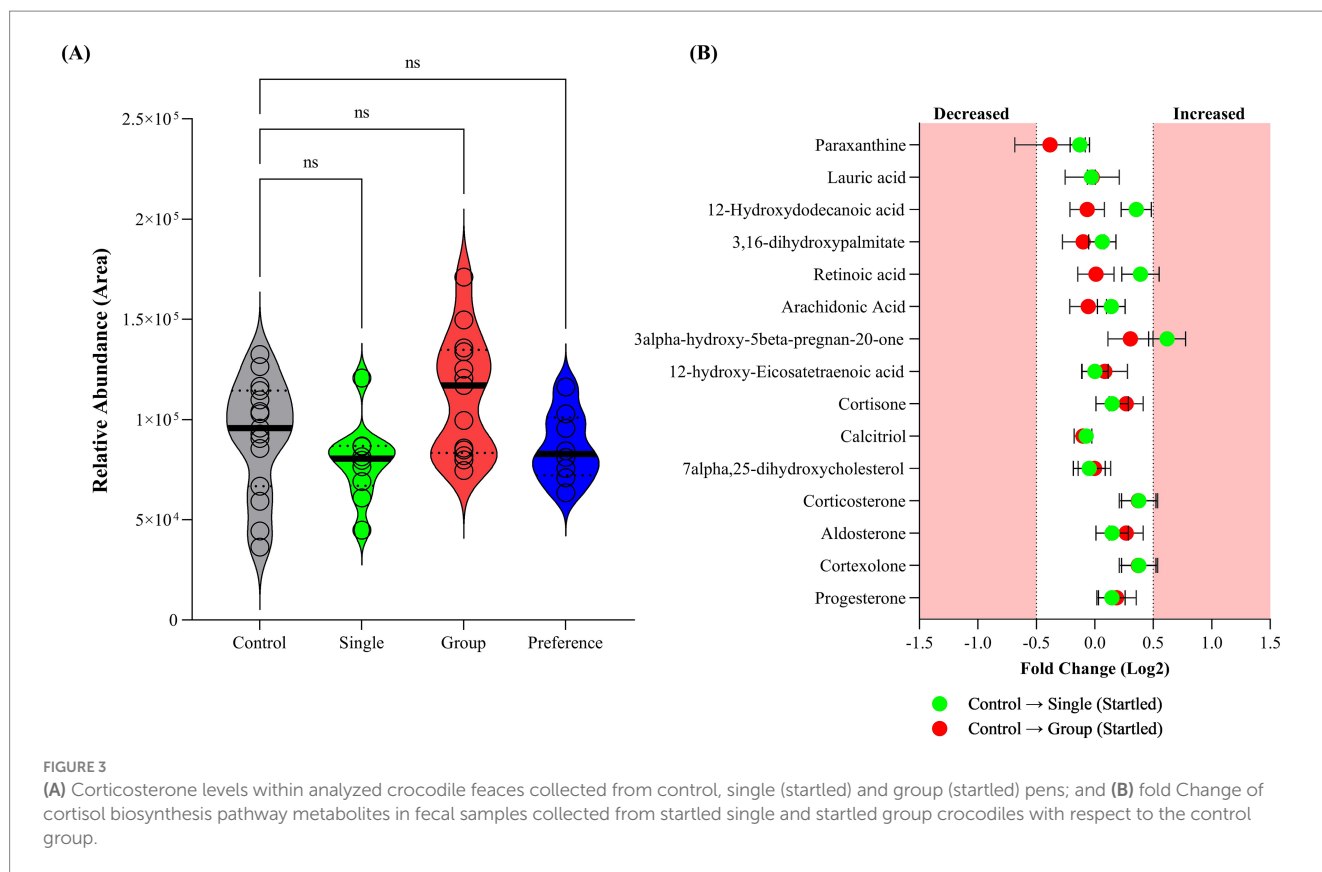 (A)
ns
ns
ns
2.5×10⁵
2×10⁵
1.5×10⁵
1×10⁵
5×10⁴
0
Relative Abundance (Area)
Control Single Group Preference
(B)
Decreased Increased
Paraxanthine
Lauric acid
12-Hydroxydodecanoic acid
3,16-dihydroxypalmitate
Retinoic acid
Arachidonic Acid
3alpha-hydroxy-5beta-pregnan-20-one
12-hydroxy-Eicosatetraenoic acid
Cortisone
Calcitriol
7alpha,25-dihydroxycholesterol
Corticosterone
Aldosterone
Cortexolone
Progesterone
-1.5 -1.0 -0.5 0.0 0.5 1.0 1.5
Fold Change (Log2)
Control → Single (Startled)
Control → Group (Startled)
FIGURE 3
(A) Corticosterone levels within analyzed crocodile feaces collected from control, single (startled) and group (startled) pens; and (B) fold Change of
cortisol biosynthesis pathway metabolites in fecal samples collected from startled single and startled group crocodiles with respect to the control
group.